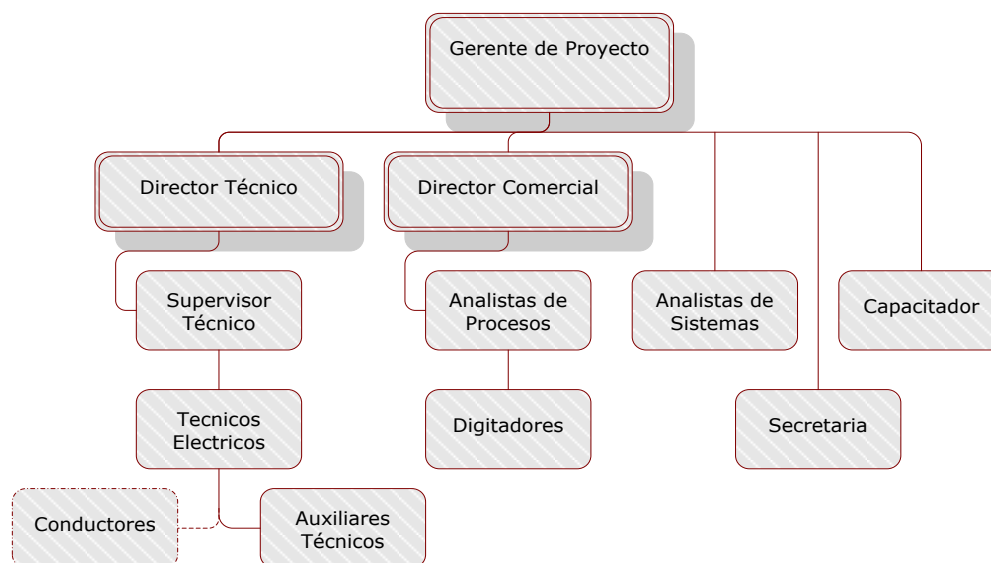 Gerente de Proyecto
Director Técnico
Director Comercial
Supervisor
Técnico
Analistas de
Procesos
Analistas de
Sistemas
Capacitador
Tecnicos
Electricos
Digitadores
Secretaria
Conductores
Auxiliares
Técnicos